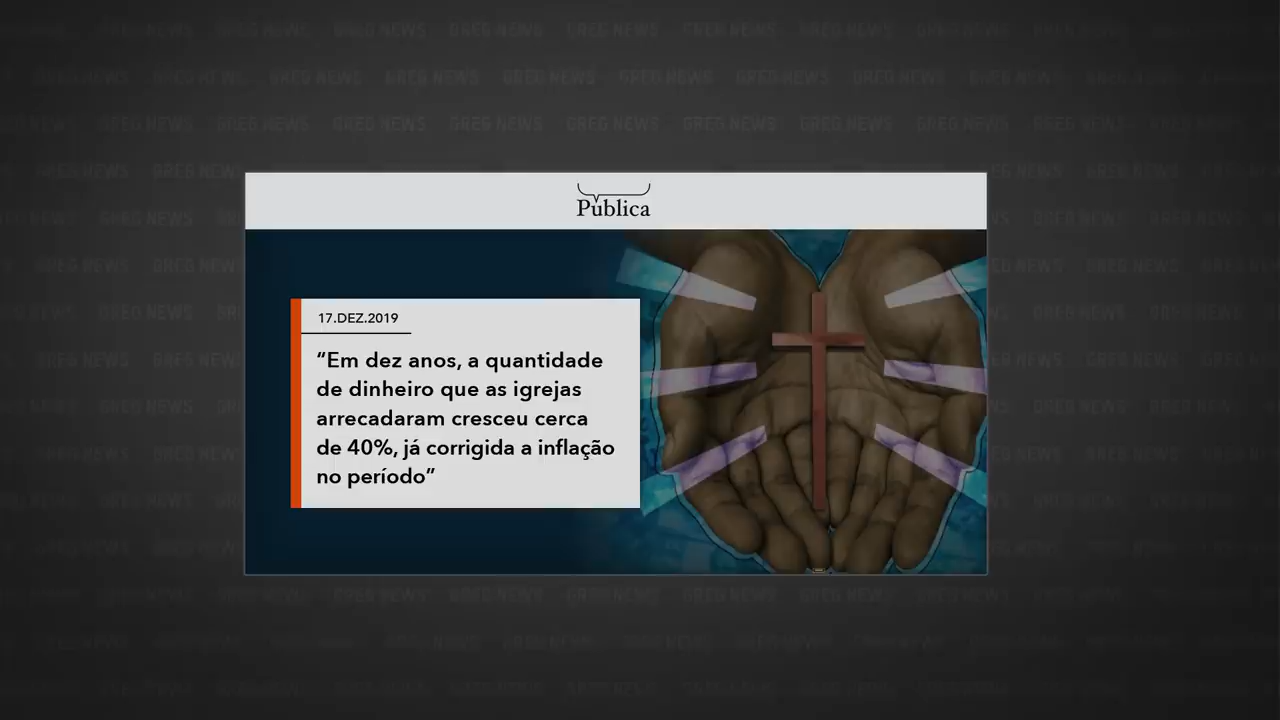 Pública
17.DEZ.2019
“Em dez anos, a quantidade
de dinheiro que as igrejas
arrecadaram cresceu cerca
de 40%, já corrigida a inflação
no período”
GREG NEWS